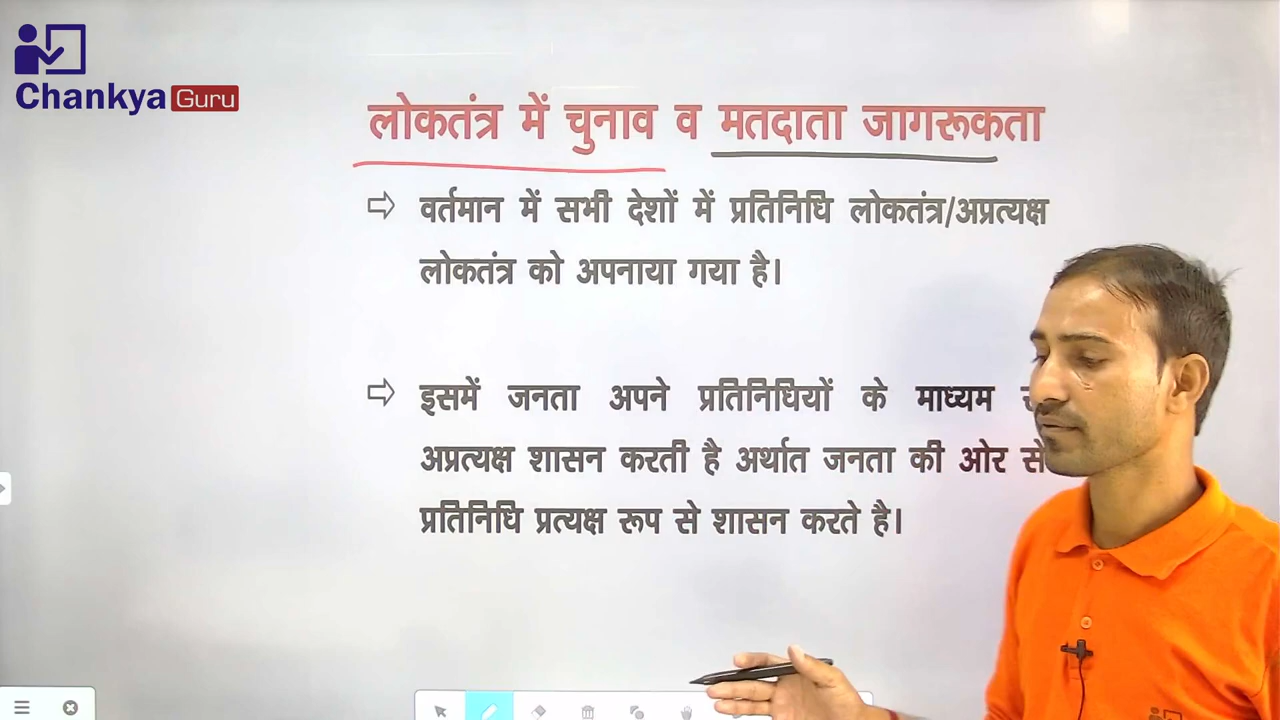 Chankya Guru
लोकतंत्र में चुनाव व मतदाता जागरूकता
⇨ वर्तमान में सभी देशों में प्रतिनिधि लोकतंत्र/अप्रत्यक्ष
लोकतंत्र को अपनाया गया है।
⇨ इसमें जनता अपने प्रतिनिधियों के माध्यम
अप्रत्यक्ष शासन करती है अर्थात जनता की ओर से
प्रतिनिधि प्रत्यक्ष रूप से शासन करते है।